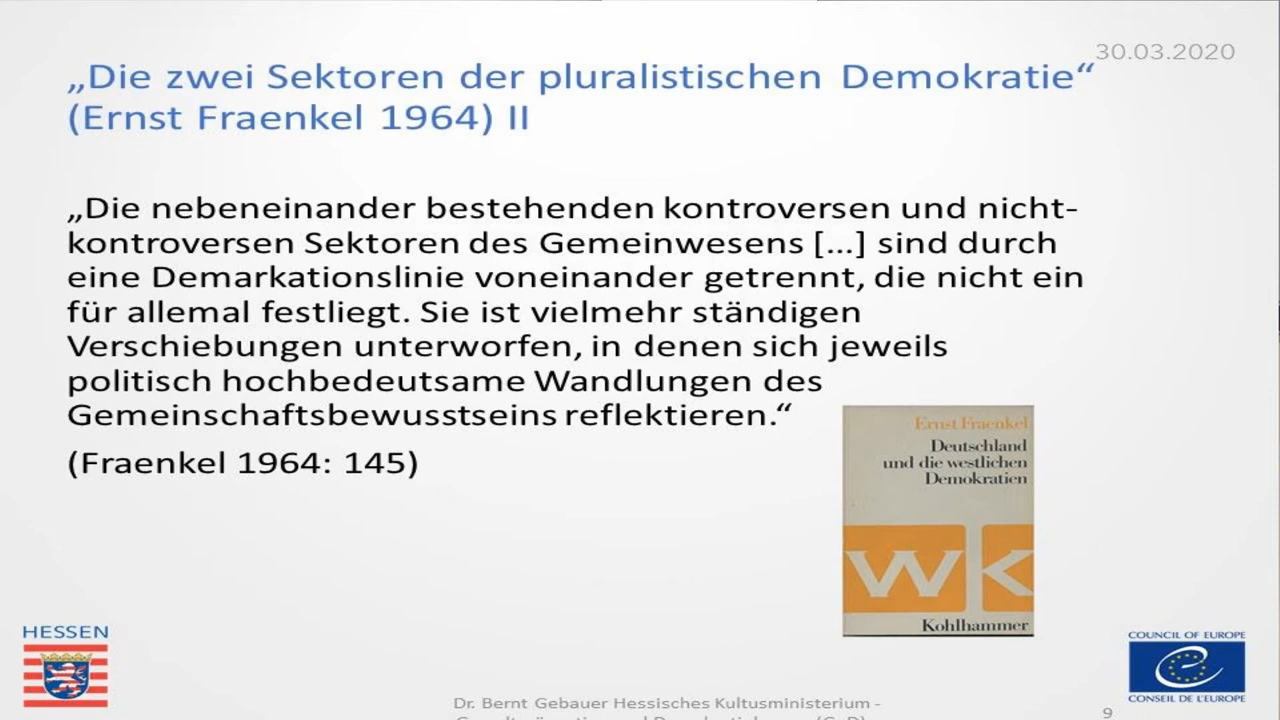 30.03.2020
„Die zwei Sektoren der pluralistischen Demokratie“
(Ernst Fraenkel 1964) II
„Die nebeneinander bestehenden kontroversen und nicht-
kontroversen Sektoren des Gemeinwesens [...] sind durch
eine Demarkationslinie voneinander getrennt, die nicht ein
für allemal festliegt. Sie ist vielmehr ständigen
Verschiebungen unterworfen, in denen sich jeweils
politisch hochbedeutsame Wandlungen des
Gemeinschaftsbewusstseins reflektieren.“
(Fraenkel 1964: 145)
Ernst Fraenkel
Deutschland
und die westlichen
Demokratien
wk
Kohlhammer
HESSEN
COUNCIL OF EUROPE
CONSEIL DE L'EUROPE
Dr. Bernt Gebauer Hessisches Kultusministerium -
9